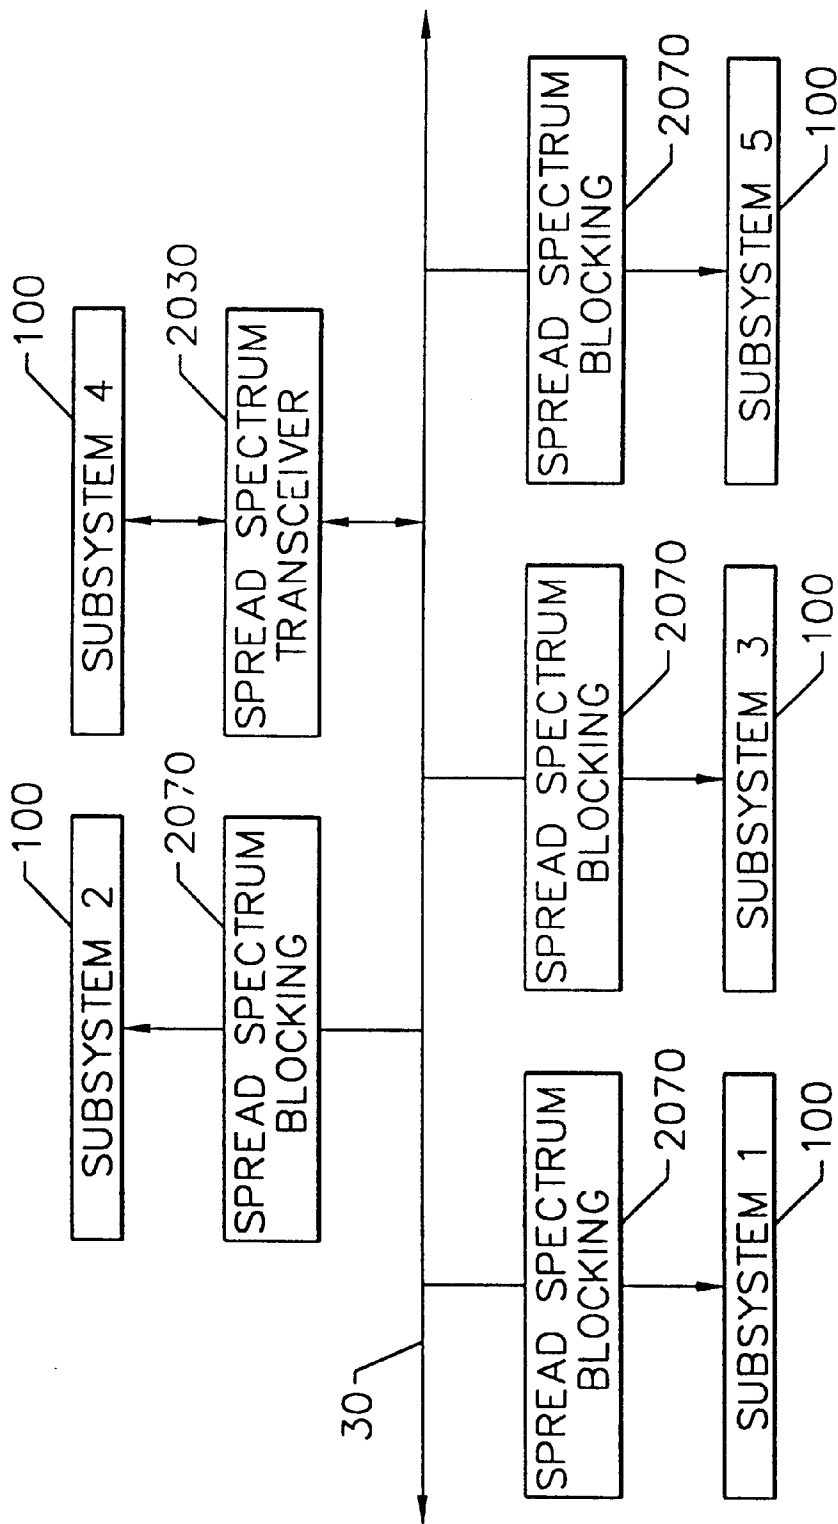 100
100
SUBSYSTEM 2
SUBSYSTEM 4
2070
2030
SPREAD SPECTRUM
BLOCKING
SPREAD SPECTRUM
TRANSCEIVER
30
SPREAD SPECTRUM
BLOCKING
SPREAD SPECTRUM
BLOCKING
SPREAD SPECTRUM
BLOCKING
2070
2070
2070
SUBSYSTEM 1
SUBSYSTEM 3
SUBSYSTEM 5
100
100
100